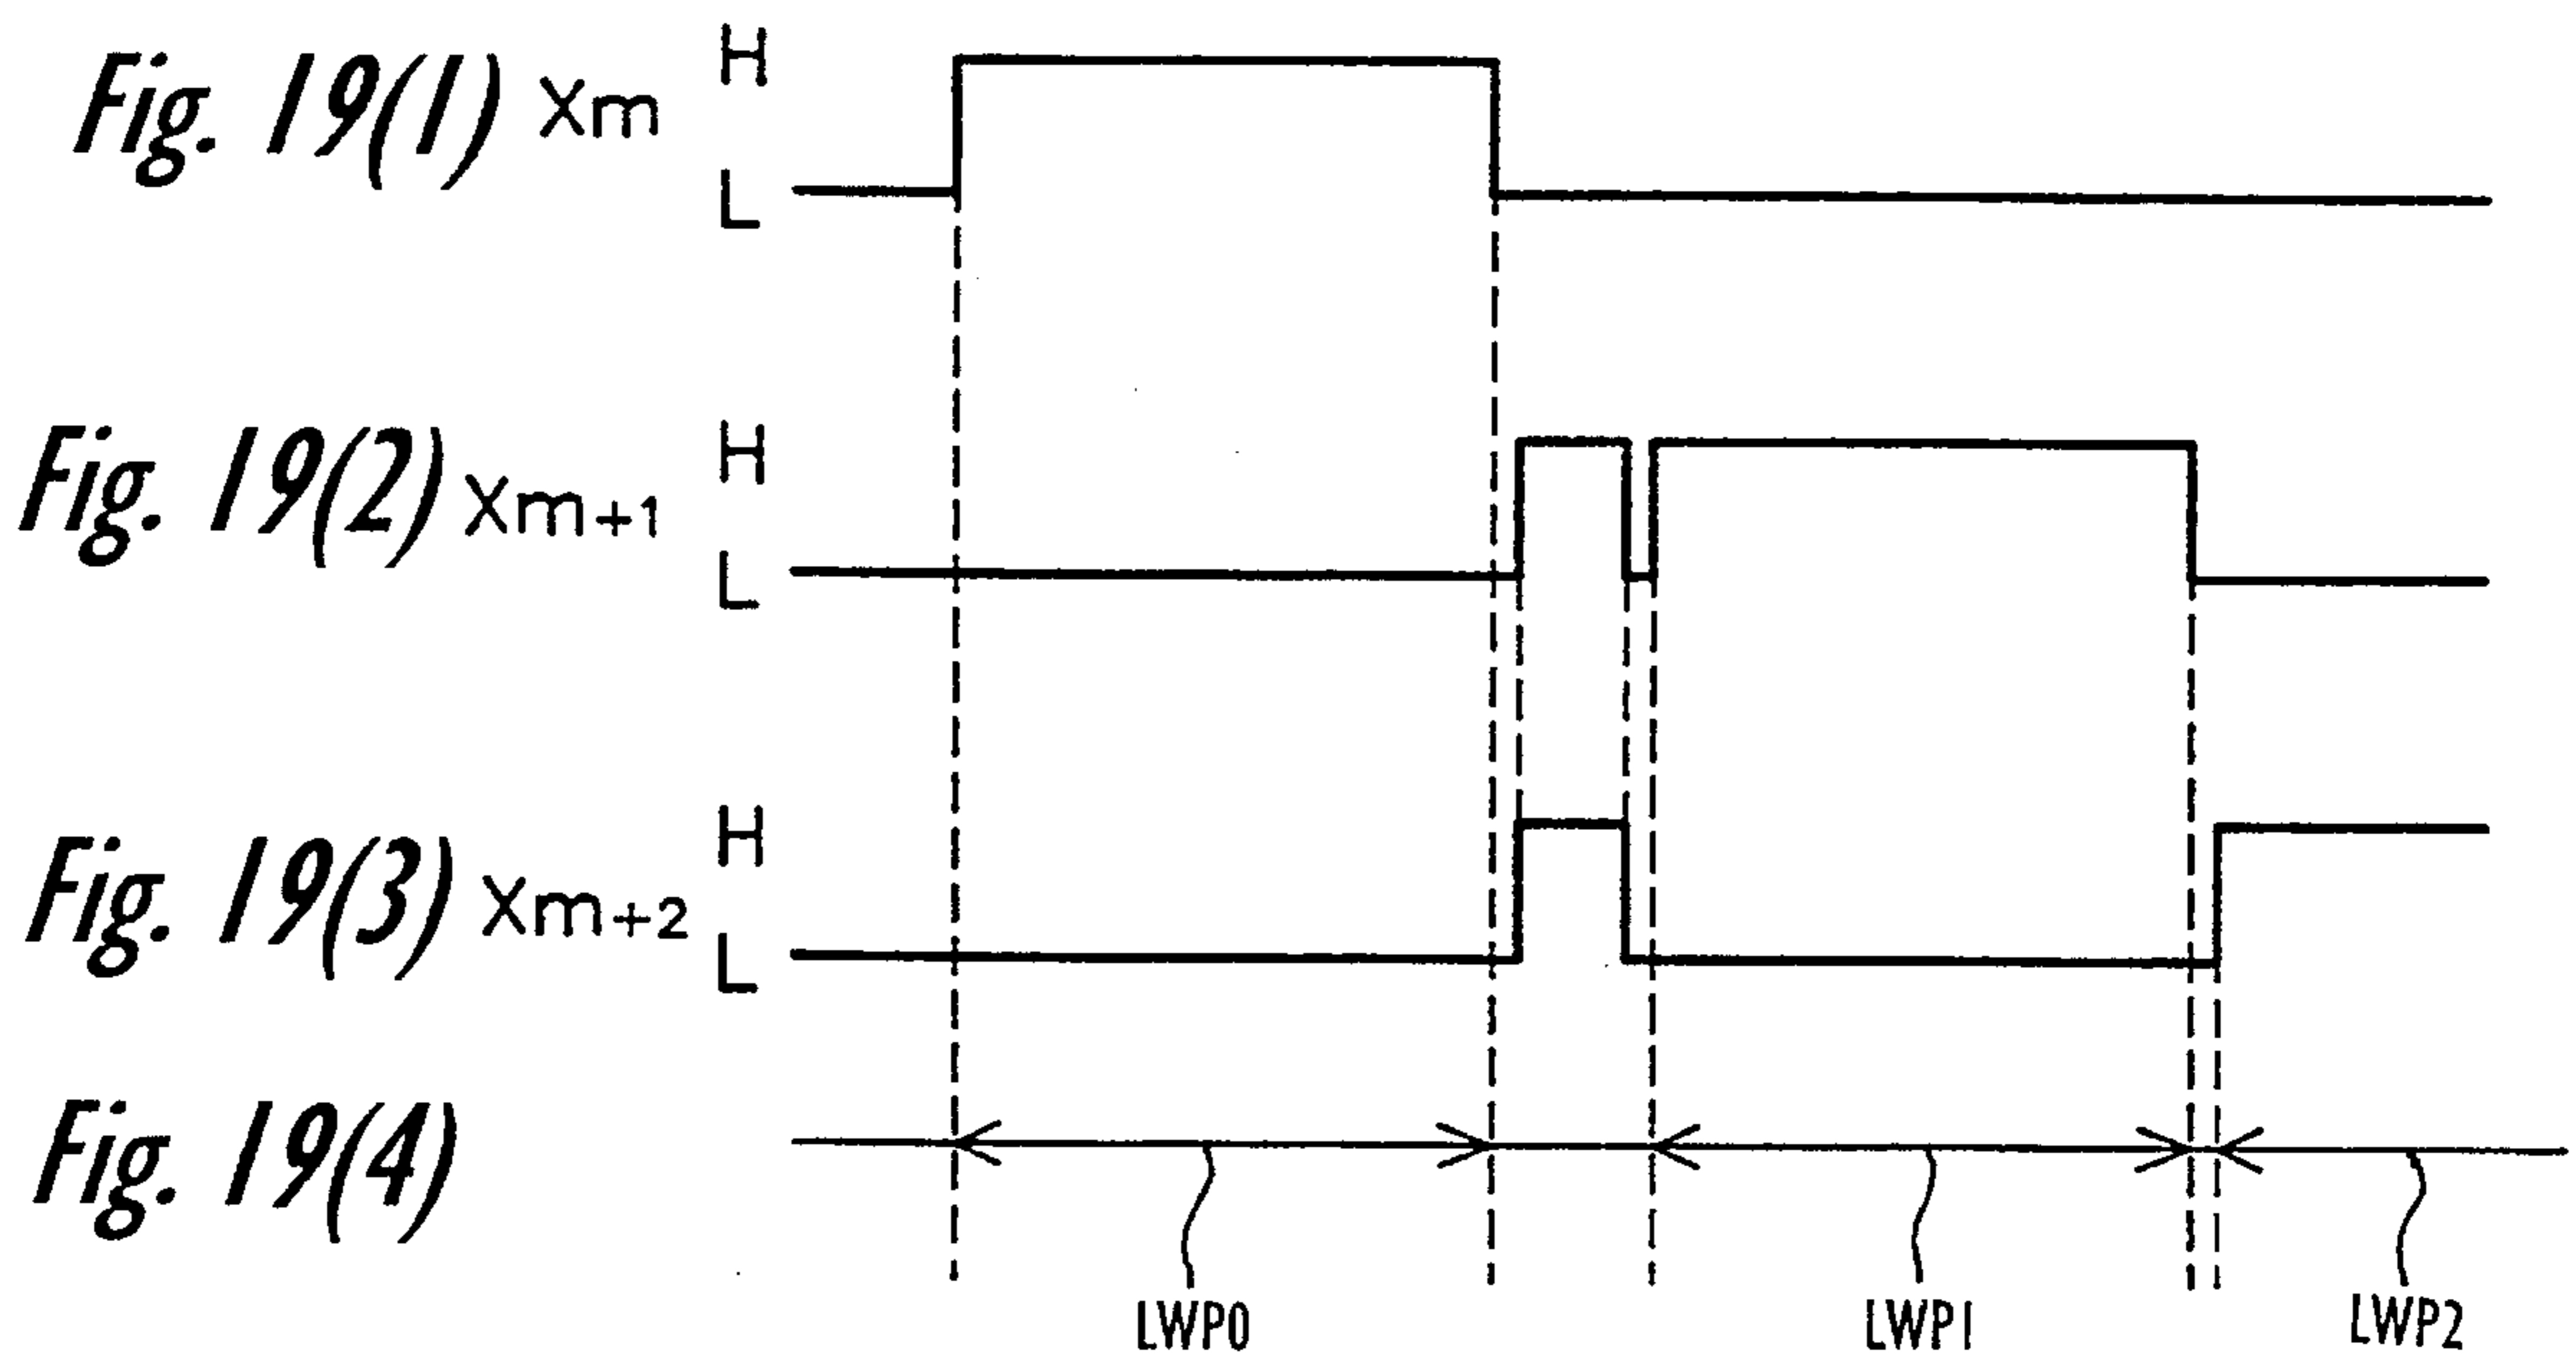 Fig. 19(1) Xm H
L
Fig. 19(2) Xm+1 H
L
Fig. 19(3) Xm+2 H
L
Fig. 19(4)
LWP0 LWP1 LWP2